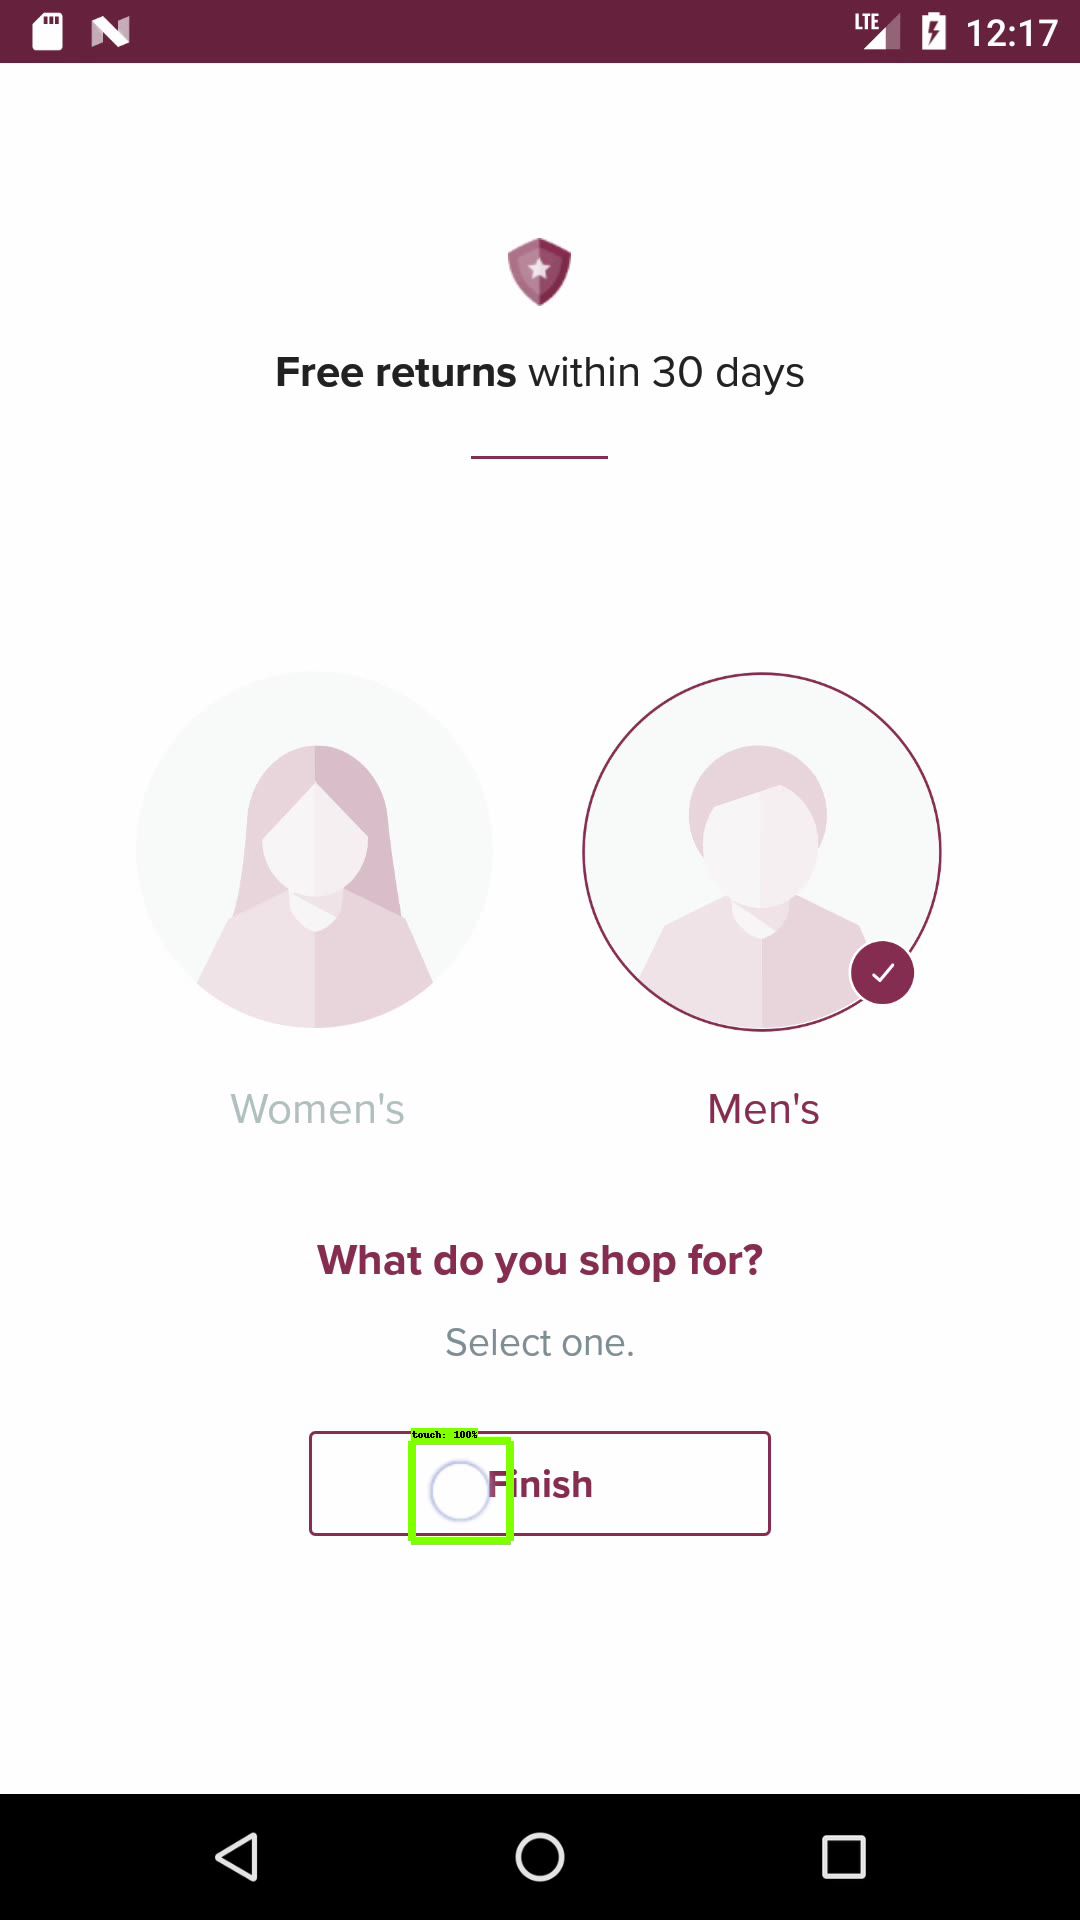 LTE 12:17
Free returns within 30 days
Women's Men's
What do you shop for?
Select one.
touch: 100%
Finish